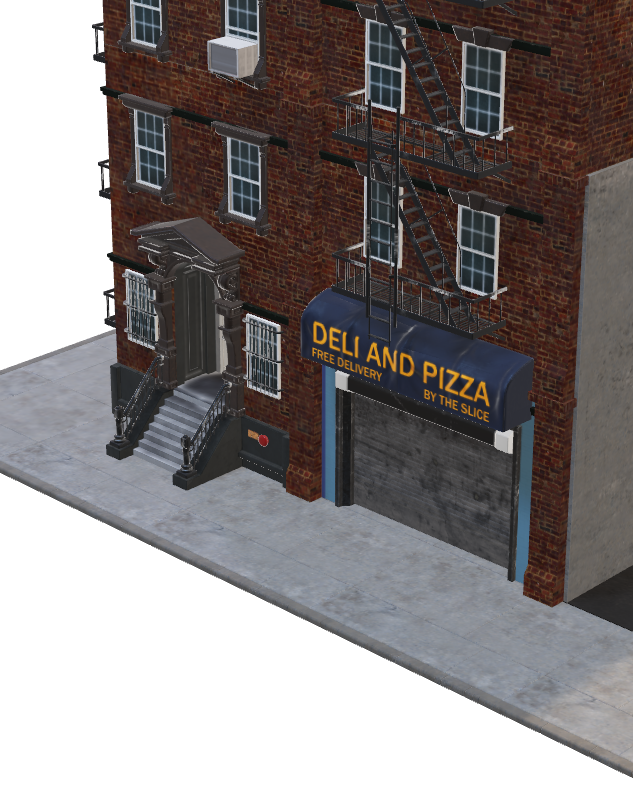 DELI AND PIZZA
FREE DELIVERY
BY THE SLICE